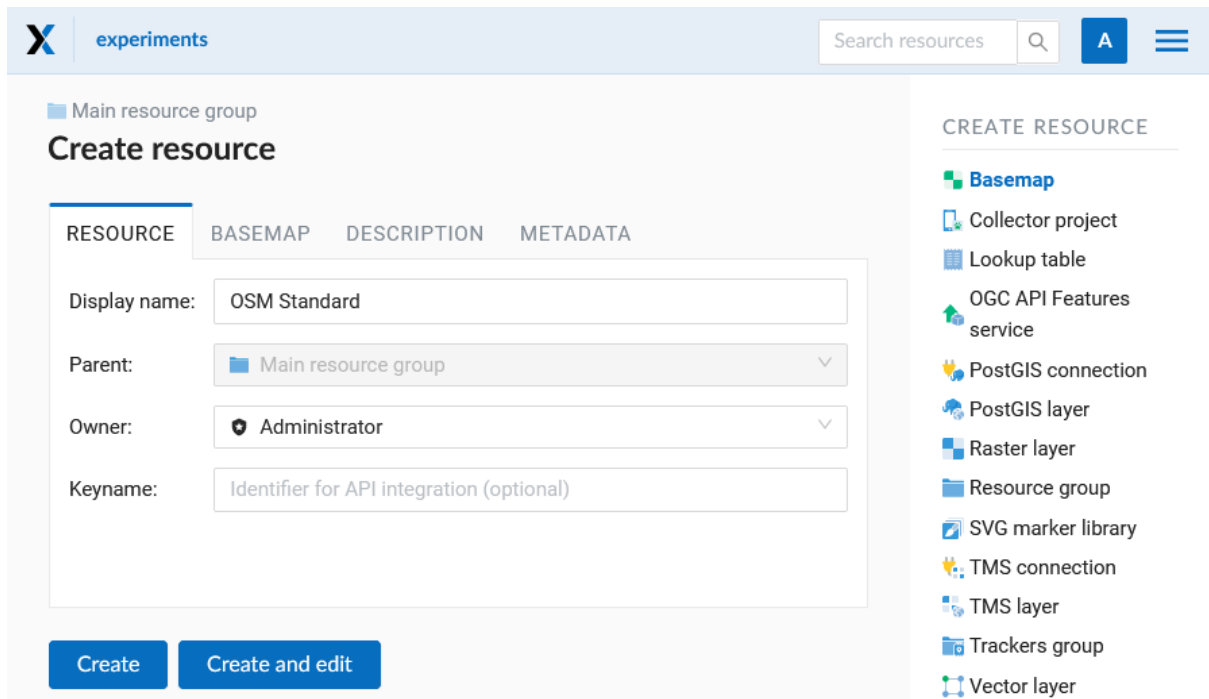 experiments
Search resources
A
Main resource group
Create resource
RESOURCE BASEMAP DESCRIPTION METADATA
Display name: OSM Standard
Parent: Main resource group
Owner: Administrator
Keyname: Identifier for API integration (optional)
Create Create and edit
CREATE RESOURCE
Basemap
Collector project
Lookup table
OGC API Features
service
PostGIS connection
PostGIS layer
Raster layer
Resource group
SVG marker library
TMS connection
TMS layer
Trackers group
Vector layer